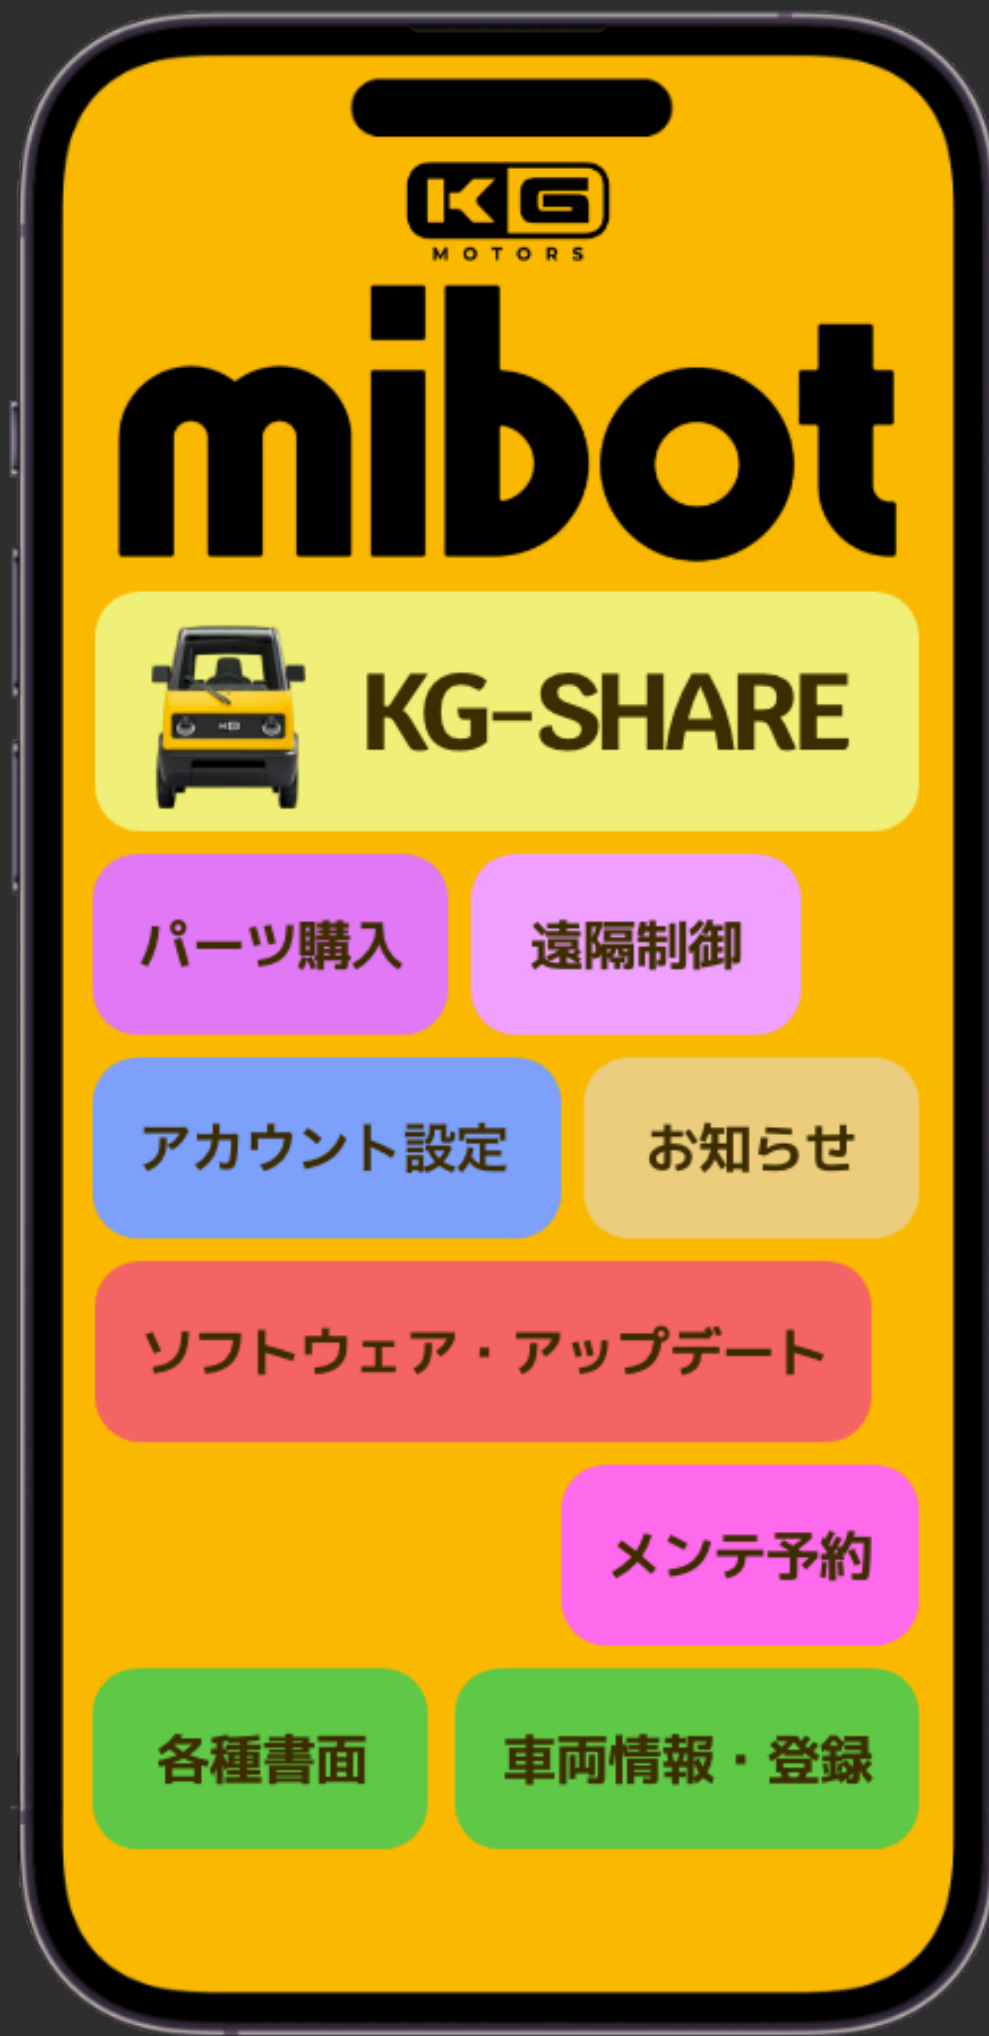 KG
MOTORS
mibot
KG-SHARE
パーツ購入
遠隔制御
アカウント設定
お知らせ
ソフトウェア・アップデート
メンテ予約
各種書面
車両情報・登録